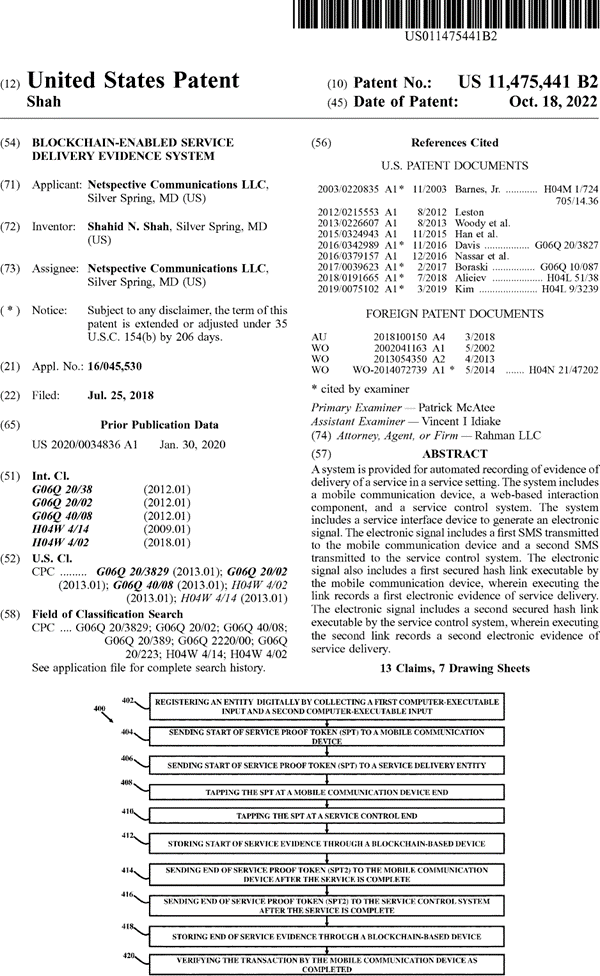 US011475441B2
(12) United States Patent
Shah
(10) Patent No.: US 11,475,441 B2
(45) Date of Patent: Oct. 18, 2022
(54) BLOCKCHAIN-ENABLED SERVICE
DELIVERY EVIDENCE SYSTEM
(71) Applicant: Netspective Communications LLC,
Silver Spring, MD (US)
(72) Inventor: Shahid N. Shah, Silver Spring, MD
(US)
(73) Assignee: Netspective Communications LLC,
Silver Spring, MD (US)
( * ) Notice: Subject to any disclaimer, the term of this
patent is extended or adjusted under 35
U.S.C. 154(b) by 206 days.
(21) Appl. No.: 16/045,530
(22) Filed: Jul. 25, 2018
(65) Prior Publication Data
US 2020/0034836 A1 Jan. 30, 2020
(51) Int. Cl.
G06Q 20/38 (2012.01)
G06Q 20/02 (2012.01)
G06Q 40/08 (2012.01)
H04W 4/14 (2009.01)
H04W 4/02 (2018.01)
(52) U.S. Cl.
CPC ......... G06Q 20/3829 (2013.01); G06Q 20/02
(2013.01); G06Q 40/08 (2013.01); H04W 4/02
(2013.01); H04W 4/14 (2013.01)
(58) Field of Classification Search
CPC .... G06Q 20/3829; G06Q 20/02; G06Q 40/08;
G06Q 20/389; G06Q 2220/00; G06Q
20/223; H04W 4/14; H04W 4/02
See application file for complete search history.
(56) References Cited
U.S. PATENT DOCUMENTS
2003/0220835 A1* 11/2003 Barnes, Jr. ............ H04M 1/724
705/14.36
2012/0215553 A1 8/2012 Leston
2013/0226607 A1 8/2013 Woody et al.
2015/0324943 A1 11/2015 Han et al.
2016/0342989 A1* 11/2016 Davis ................. G06Q 20/3827
2016/0379157 A1 12/2016 Nassar et al.
2017/0039623 A1* 2/2017 Boraski ................ G06Q 10/087
2018/0191665 A1* 7/2018 Aliciev ................. H04L 51/38
2019/0075102 A1* 3/2019 Kim .................... H04L 9/3239
FOREIGN PATENT DOCUMENTS
AU 2018100150 A4 3/2018
WO 2002041163 A1 5/2002
WO 2013054350 A2 4/2013
WO WO-2014072739 A1 * 5/2014 ....... H04N 21/47202
* cited by examiner
Primary Examiner — Patrick McAtee
Assistant Examiner — Vincent I Idiake
(74) Attorney, Agent, or Firm — Rahman LLC
(57) ABSTRACT
A system is provided for automated recording of evidence of
delivery of a service in a service setting. The system includes
a mobile communication device, a web-based interaction
component, and a service control system. The system
includes a service interface device to generate an electronic
signal. The electronic signal includes a first SMS transmitted
to the mobile communication device and a second SMS
transmitted to the service control system. The electronic
signal also includes a first secured hash link executable by
the mobile communication device, wherein executing the
link records a first electronic evidence of service delivery.
The electronic signal includes a second secured hash link
executable by the service control system, wherein executing
the second link records a second electronic evidence of
service delivery.
13 Claims, 7 Drawing Sheets
400
402 REGISTERING AN ENTITY DIGITALLY BY COLLECTING A FIRST COMPUTER-EXECUTABLE
INPUT AND A SECOND COMPUTER-EXECUTABLE INPUT
404 SENDING START OF SERVICE PROOF TOKEN (SPT) TO A MOBILE COMMUNICATION
DEVICE
406 SENDING START OF SERVICE PROOF TOKEN (SPT) TO A SERVICE DELIVERY ENTITY
408 TAPPING THE SPT AT A MOBILE COMMUNICATION DEVICE END
410 TAPPING THE SPT AT A SERVICE CONTROL END
412 STORING START OF SERVICE EVIDENCE THROUGH A BLOCKCHAIN-BASED DEVICE
414 SENDING END OF SERVICE PROOF TOKEN (SPT2) TO THE MOBILE COMMUNICATION
DEVICE AFTER THE SERVICE IS COMPLETE
416 SENDING END OF SERVICE PROOF TOKEN (SPT2) TO THE SERVICE CONTROL SYSTEM
AFTER THE SERVICE IS COMPLETE
418 STORING END OF SERVICE EVIDENCE THROUGH A BLOCKCHAIN-BASED DEVICE
420 VERIFYING THE TRANSACTION BY THE MOBILE COMMUNICATION DEVICE AS
COMPLETED